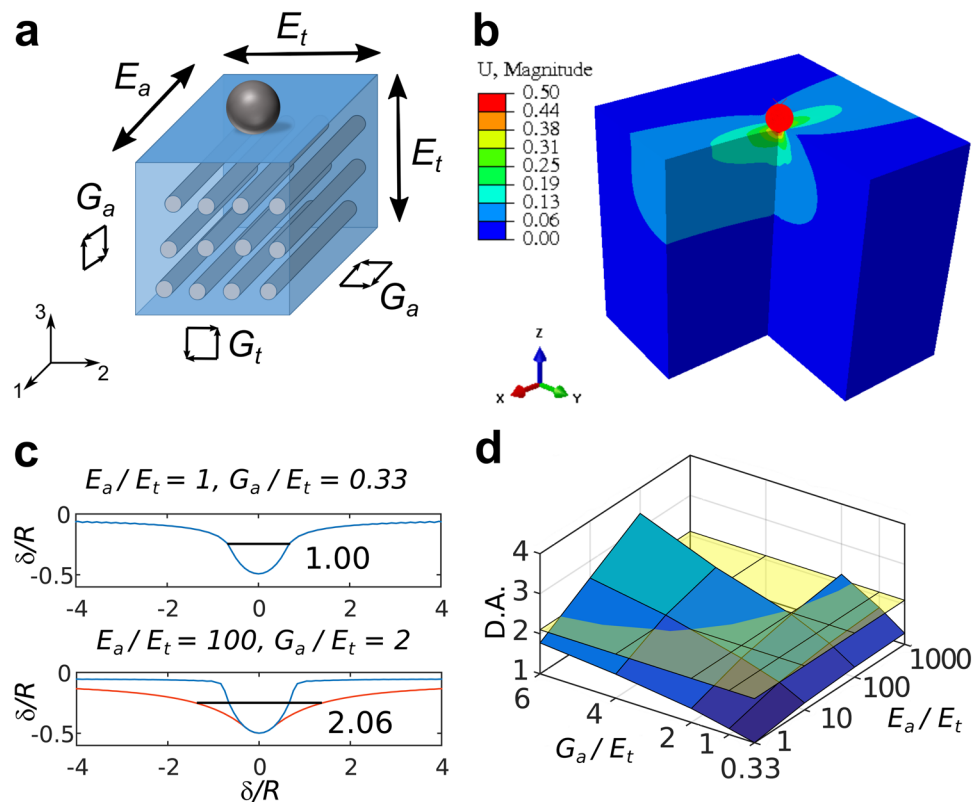 a
E_t
E_a
E_t
G_a
G_a
G_t
3
2
1
b
U, Magnitude
0.50
0.44
0.38
0.31
0.25
0.19
0.13
0.06
0.00
Z
X
Y
c
E_a / E_t = 1, G_a / E_t = 0.33
δ/R
0
-0.5
1.00
-4 -2 0 2 4
E_a / E_t = 100, G_a / E_t = 2
δ/R
0
-0.5
2.06
-4 -2 0 2 4
δ/R
d
D.A.
4
3
2
1
6
4
2
1
0.33
G_a / E_t
1
10
100
1000
E_a / E_t